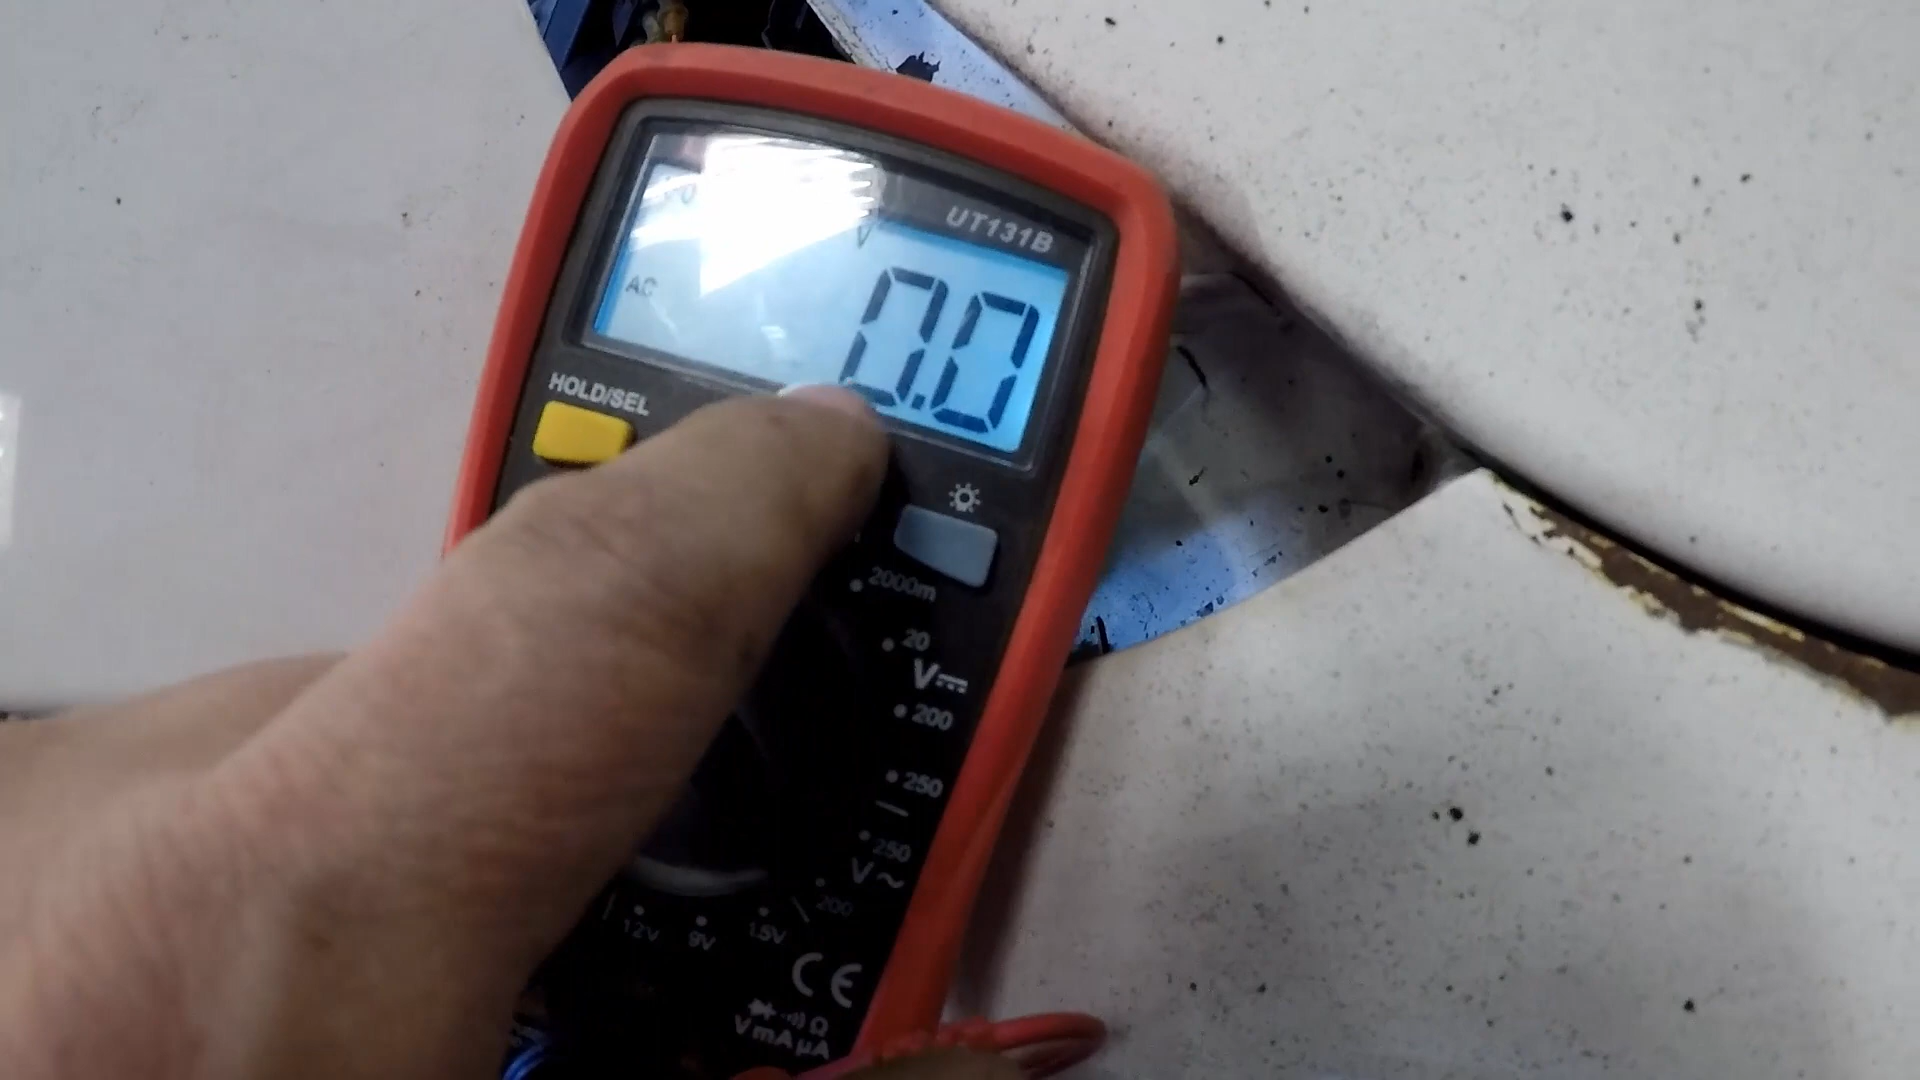 UT131B
V
AC
0.0
HOLD/SEL
2000m
20
V
200
250
250
V~
200
12V 9V 1.5V
CE
Ω
VmAµA